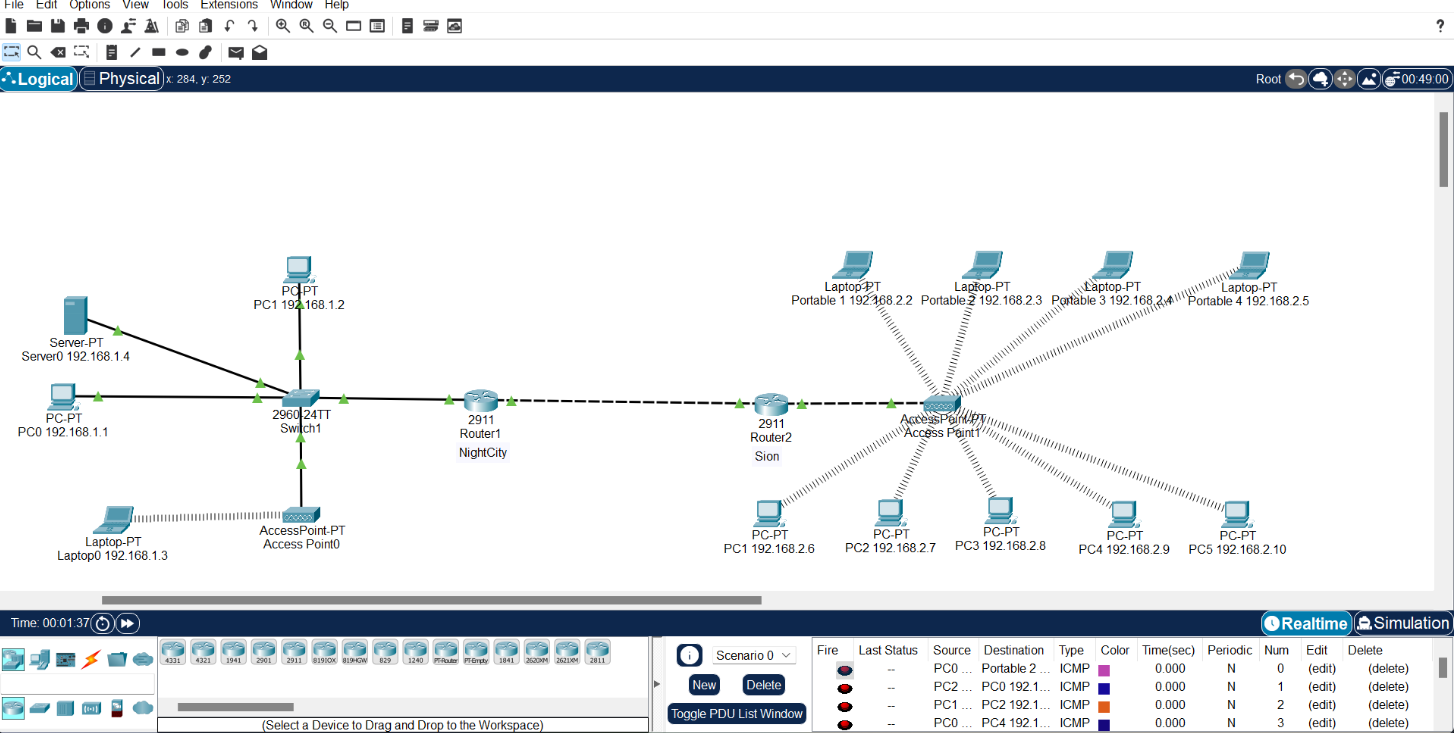 File Edit Options View Tools Extensions Window Help
?
Logical Physical x: 284, y: 252 Root 00:49:00
PC-PT
PC1 192.168.1.2
Server-PT
Server0 192.168.1.4
PC-PT
PC0 192.168.1.1
2960-24TT
Switch1
2911
Router1
NightCity
2911
Router2
Sion
AccessPoint-PT
Access Point0
Laptop-PT
Laptop0 192.168.1.3
Laptop-PT
Portable 1 192.168.2.2
Laptop-PT
Portable 2 192.168.2.3
Laptop-PT
Portable 3 192.168.2.4
Laptop-PT
Portable 4 192.168.2.5
AccessPoint-PT
Access Point1
PC-PT
PC1 192.168.2.6
PC-PT
PC2 192.168.2.7
PC-PT
PC3 192.168.2.8
PC-PT
PC4 192.168.2.9
PC-PT
PC5 192.168.2.10
Time: 00:01:37 Realtime Simulation
4331 4321 1941 2901 2911 819IOX 819HGW 829 1240 PT-Router PT-Empty 1841 2620XM 2621XM 2811
(Select a Device to Drag and Drop to the Workspace)
Scenario 0
New Delete
Toggle PDU List Window
Fire Last Status Source Destination Type Color Time(sec) Periodic Num Edit Delete
-- PC0 ... Portable 2 ... ICMP 0.000 N 0 (edit) (delete)
-- PC2 ... PC0 192.1... ICMP 0.000 N 1 (edit) (delete)
-- PC1 ... PC2 192.1... ICMP 0.000 N 2 (edit) (delete)
-- PC0 ... PC4 192.1... ICMP 0.000 N 3 (edit) (delete)